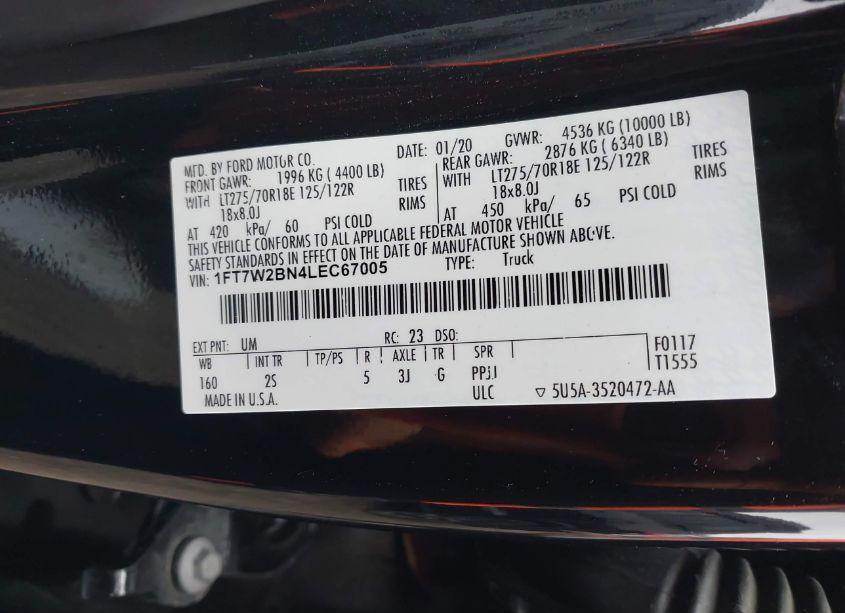 MFD. BY FORD MOTOR CO. DATE: 01/20 GVWR: 4536 KG (10000 LB)
FRONT GAWR: 1996 KG ( 4400 LB) REAR GAWR: 2876 KG ( 6340 LB)
WITH LT275/70R18E 125/122R TIRES WITH LT275/70R18E 125/122R TIRES
18x8.0J RIMS 18x8.0J RIMS
AT 420 kPa/ 60 PSI COLD AT 450 kPa/ 65 PSI COLD
THIS VEHICLE CONFORMS TO ALL APPLICABLE FEDERAL MOTOR VEHICLE
SAFETY STANDARDS IN EFFECT ON THE DATE OF MANUFACTURE SHOWN ABOVE.
VIN: 1FT7W2BN4LEC67005 TYPE: Truck
EXT PNT: UM RC: 23 DSO:
WB INT TR TP/PS R AXLE TR SPR F0117
160 2S 5 3J G PPJJ T1555
MADE IN U.S.A. ULC ▽ 5U5A-3520472-AA